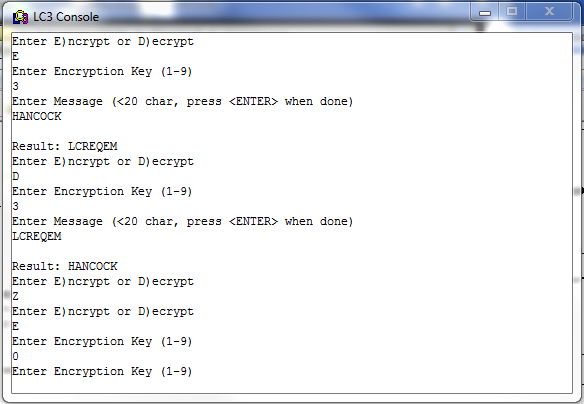 LC3 Console
Enter E)ncrypt or D)ecrypt
E
Enter Encryption Key (1-9)
3
Enter Message (<20 char, press <ENTER> when done)
HANCOCK
Result: LCREQEM
Enter E)ncrypt or D)ecrypt
D
Enter Encryption Key (1-9)
3
Enter Message (<20 char, press <ENTER> when done)
LCREQEM
Result: HANCOCK
Enter E)ncrypt or D)ecrypt
Z
Enter E)ncrypt or D)ecrypt
E
Enter Encryption Key (1-9)
0
Enter Encryption Key (1-9)